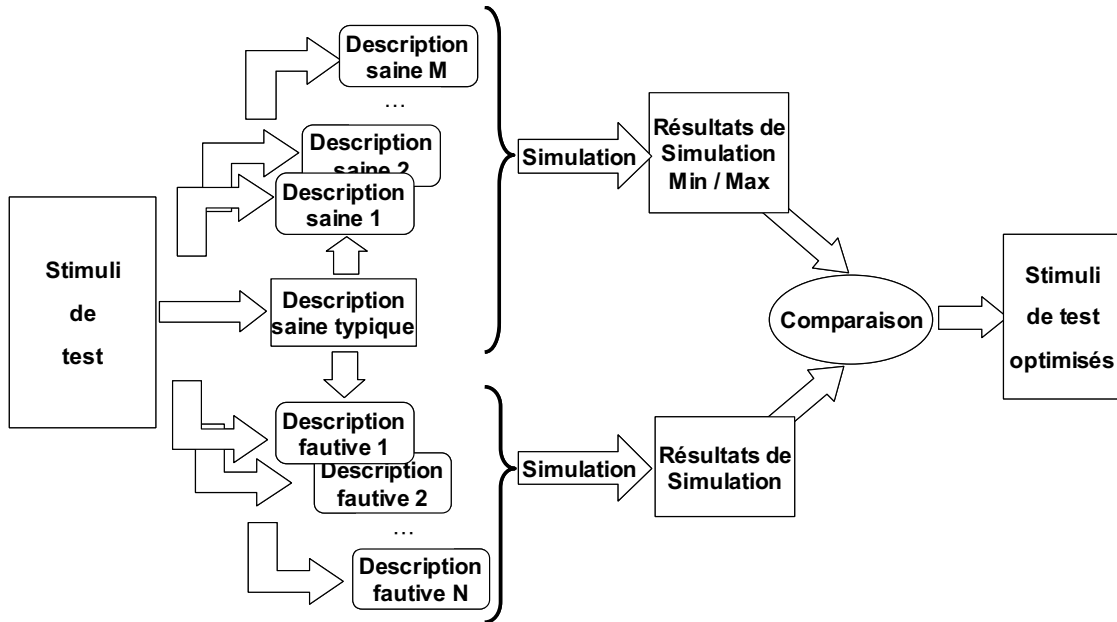 Description
saine M
...
Description
saine 2
Description
saine 1
Stimuli
de
test
Description
saine typique
Description
fautive 1
Description
fautive 2
...
Description
fautive N
Simulation
Résultats de
Simulation
Min / Max
Simulation
Résultats de
Simulation
Comparaison
Stimuli
de test
optimisés